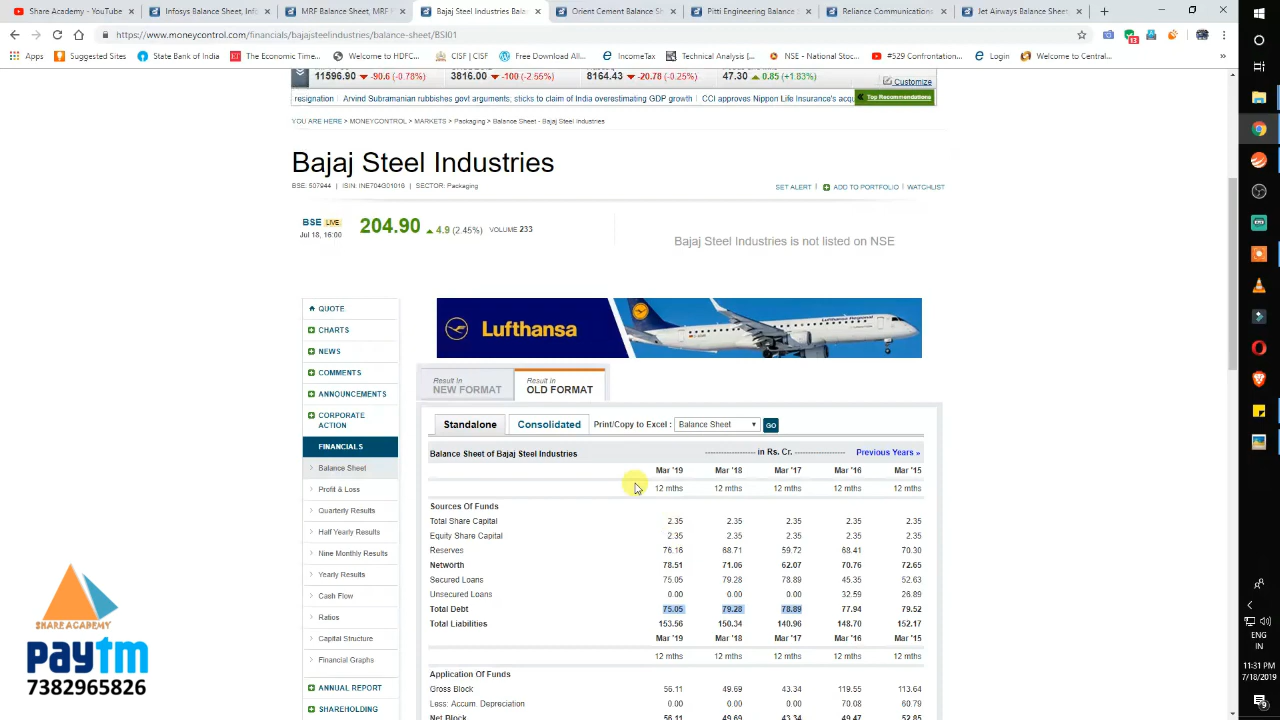 Share Academy - YouTube
Infosys Balance Sheet, Inf
MRF Balance Sheet, MRF
Bajaj Steel Industries Bala
Orient Cement Balance Sh
Pitti Engineering Balance S
Reliance Communications
Jet Airways Balance Sheet
https://www.moneycontrol.com/financials/bajajsteelindustries/balance-sheet/BSI01
Apps Suggested Sites State Bank of India The Economic Time... Welcome to HDFC... CISF | CISF Free Download All... IncomeTax Technical Analysis [... NSE - National Stoc... #529 Confrontation... Login Welcome to Central... »
11596.90 -90.6 (-0.78%) 3816.00 -100 (-2.55%) 8164.43 -20.78 (-0.25%) 47.30 0.85 (+1.83%) Customize
resignation Arvind Subramanian rubbishes govt arguments, sticks to claim of India overestimating GDP growth CCI approves Nippon Life Insurance's acqu Top Recommendations
YOU ARE HERE > MONEYCONTROL > MARKETS > Packaging > Balance Sheet - Bajaj Steel Industries
Bajaj Steel Industries
BSE: 507944 | ISIN: INE704G01016 | SECTOR: Packaging
SET ALERT | ADD TO PORTFOLIO | WATCHLIST
BSE LIVE 204.90 4.9 (2.45%) VOLUME 233
Jul 18, 16:00
Bajaj Steel Industries is not listed on NSE
QUOTE
CHARTS
NEWS
COMMENTS
ANNOUNCEMENTS
CORPORATE
ACTION
FINANCIALS
Balance Sheet
Profit & Loss
Quarterly Results
Half Yearly Results
Nine Monthly Results
Yearly Results
Cash Flow
Ratios
Capital Structure
Financial Graphs
ANNUAL REPORT
SHAREHOLDING
Lufthansa
Lufthansa Regional
Result In
NEW FORMAT
Result In
OLD FORMAT
Standalone Consolidated Print/Copy to Excel : Balance Sheet GO
Balance Sheet of Bajaj Steel Industries ------------------- in Rs. Cr. ------------------- Previous Years »
Mar '19 Mar '18 Mar '17 Mar '16 Mar '15
12 mths 12 mths 12 mths 12 mths 12 mths
Sources Of Funds
Total Share Capital 2.35 2.35 2.35 2.35 2.35
Equity Share Capital 2.35 2.35 2.35 2.35 2.35
Reserves 76.16 68.71 59.72 68.41 70.30
Networth 78.51 71.06 62.07 70.76 72.65
Secured Loans 75.05 79.28 78.89 45.35 52.63
Unsecured Loans 0.00 0.00 0.00 32.59 26.89
Total Debt 75.05 79.28 78.89 77.94 79.52
Total Liabilities 153.56 150.34 140.96 148.70 152.17
Mar '19 Mar '18 Mar '17 Mar '16 Mar '15
12 mths 12 mths 12 mths 12 mths 12 mths
Application Of Funds
Gross Block 56.11 49.69 43.34 119.55 113.64
Less: Accum. Depreciation 0.00 0.00 0.00 70.08 60.79
Net Block 56.11 49.69 43.34 49.47 52.85
SHARE ACADEMY
paytm
7382965826
ENG
IN
11:31 PM
7/18/2019